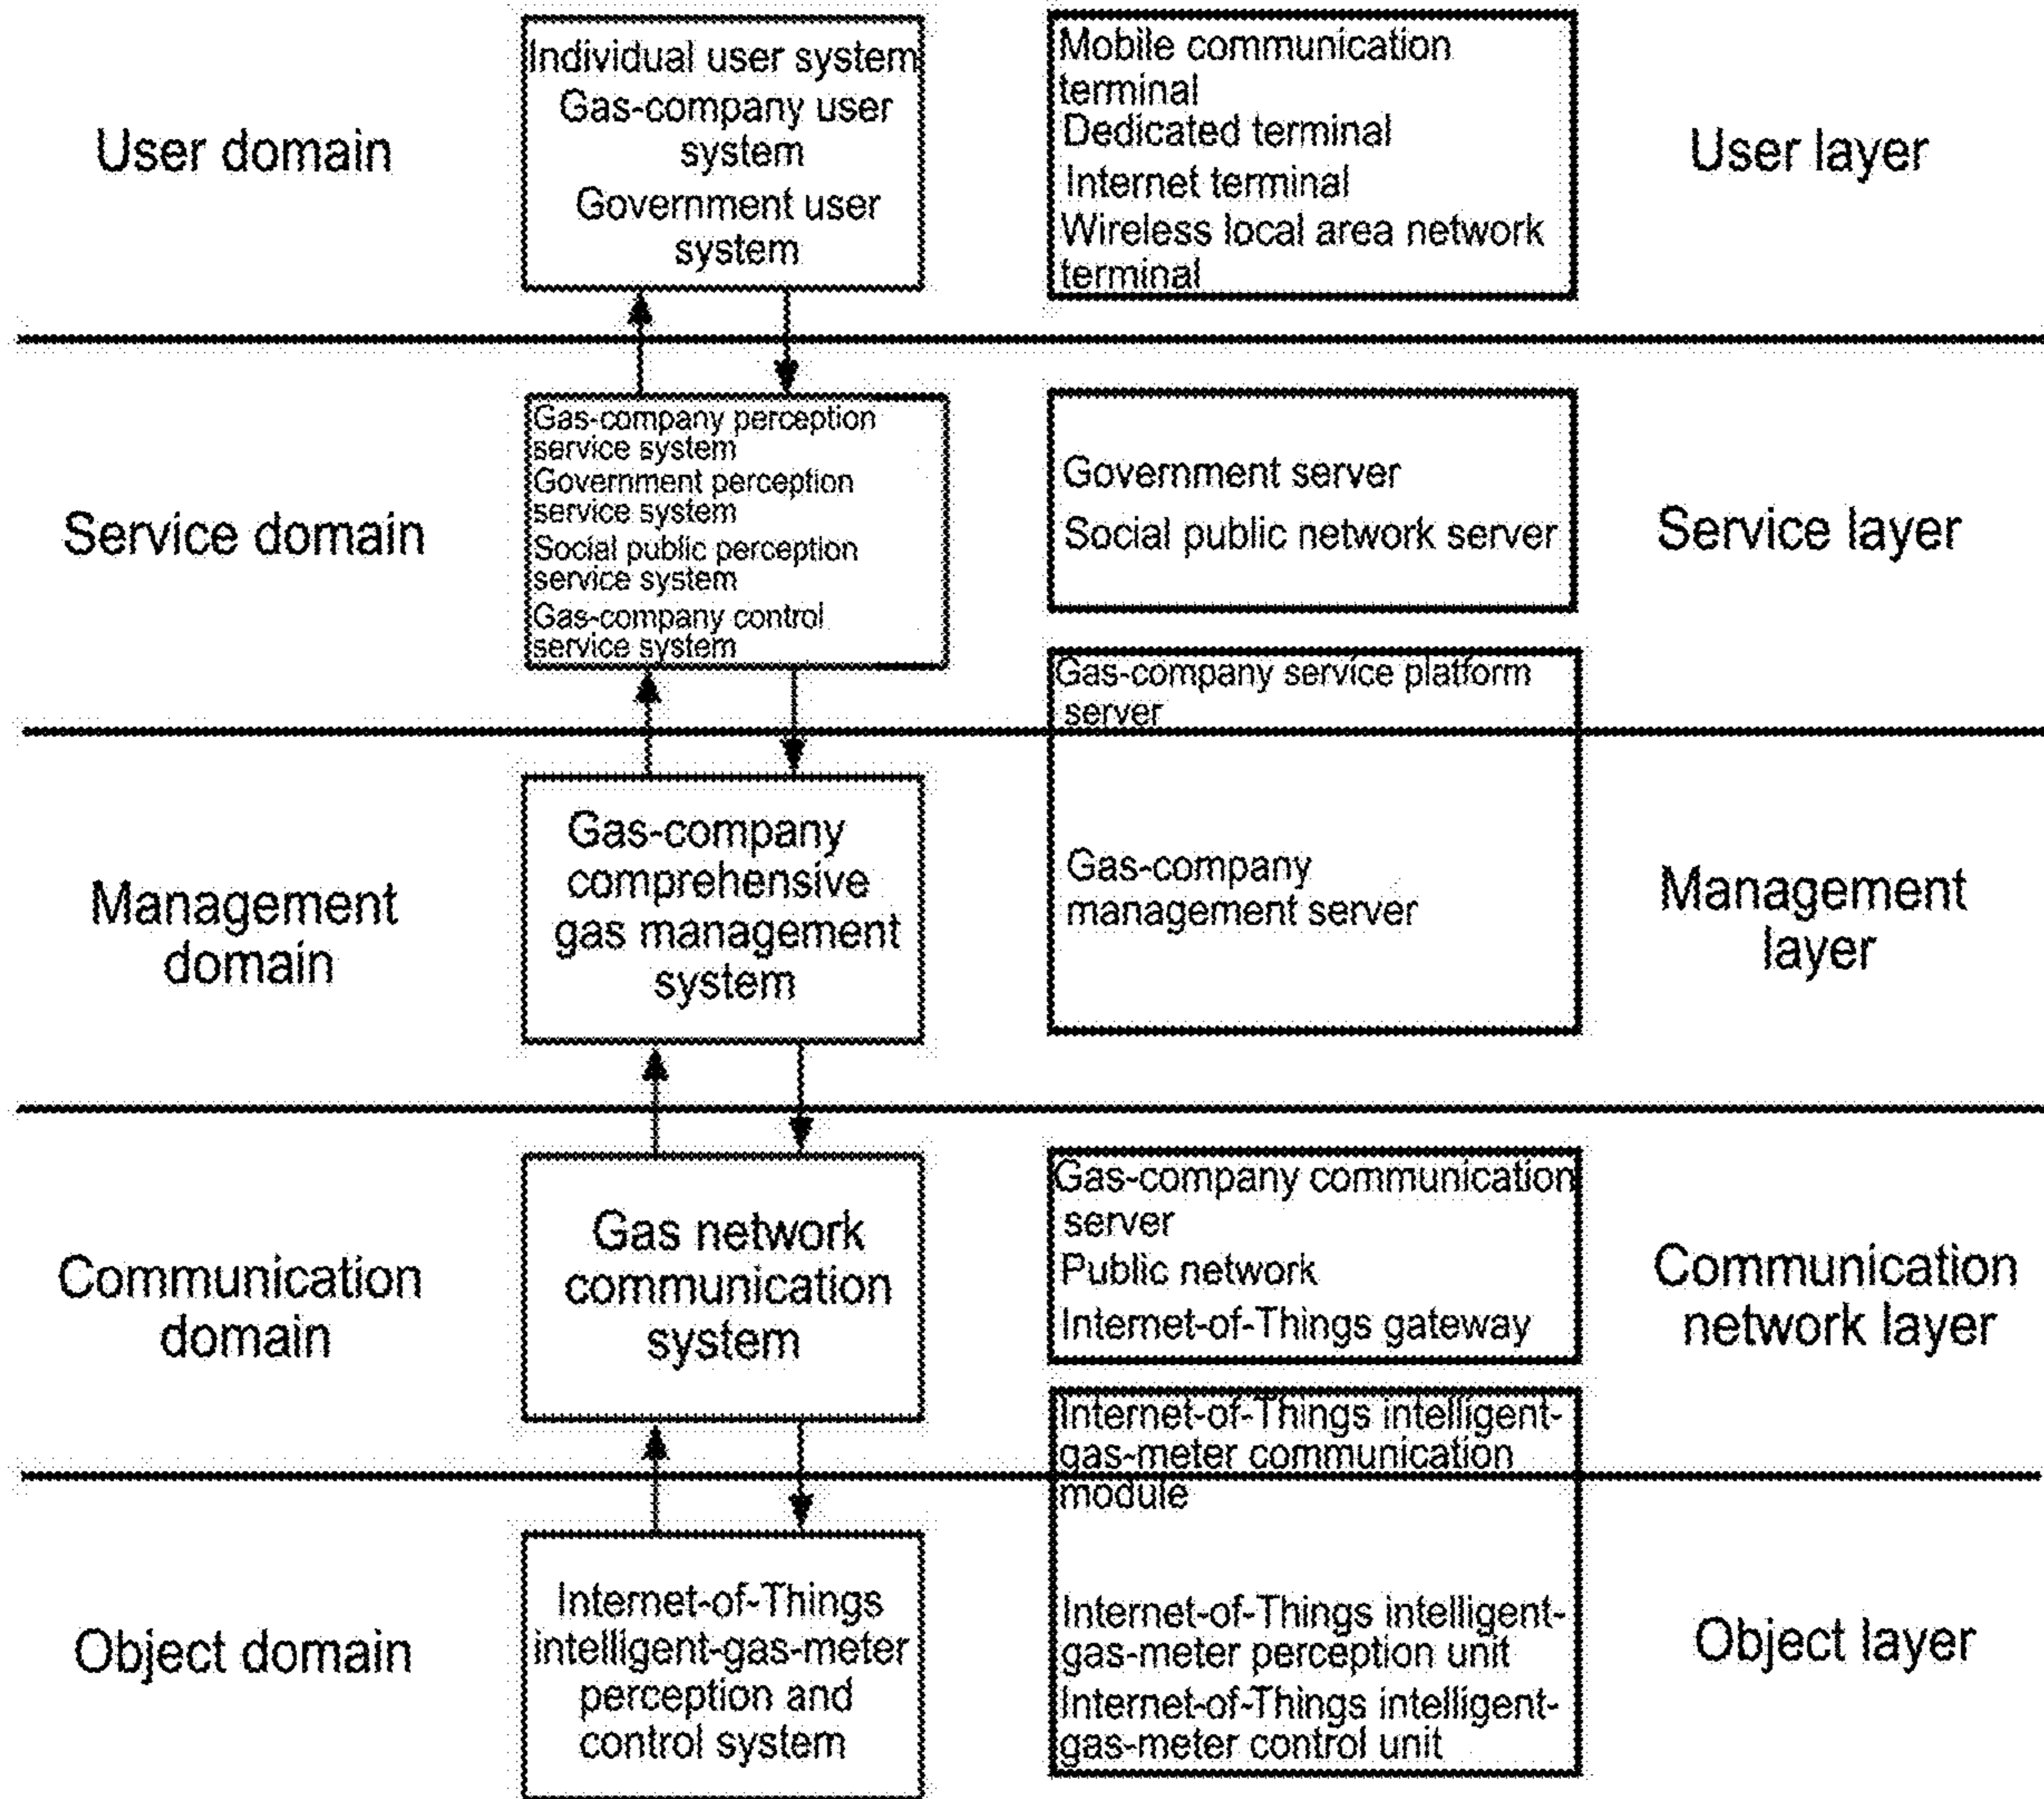 User domain
Individual user system
Gas-company user
system
Government user
system
Mobile communication
terminal
Dedicated terminal
Internet terminal
Wireless local area network
terminal
User layer
Service domain
Gas-company perception
service system
Government perception
service system
Social public perception
service system
Gas-company control
service system
Government server
Social public network server
Service layer
Gas-company service platform
server
Management
domain
Gas-company
comprehensive
gas management
system
Gas-company
management server
Management
layer
Communication
domain
Gas network
communication
system
Gas-company communication
server
Public network
Internet-of-Things gateway
Communication
network layer
Internet-of-Things intelligent-
gas-meter communication
module
Object domain
Internet-of-Things
intelligent-gas-meter
perception and
control system
Internet-of-Things intelligent-
gas-meter perception unit
Internet-of-Things intelligent-
gas-meter control unit
Object layer